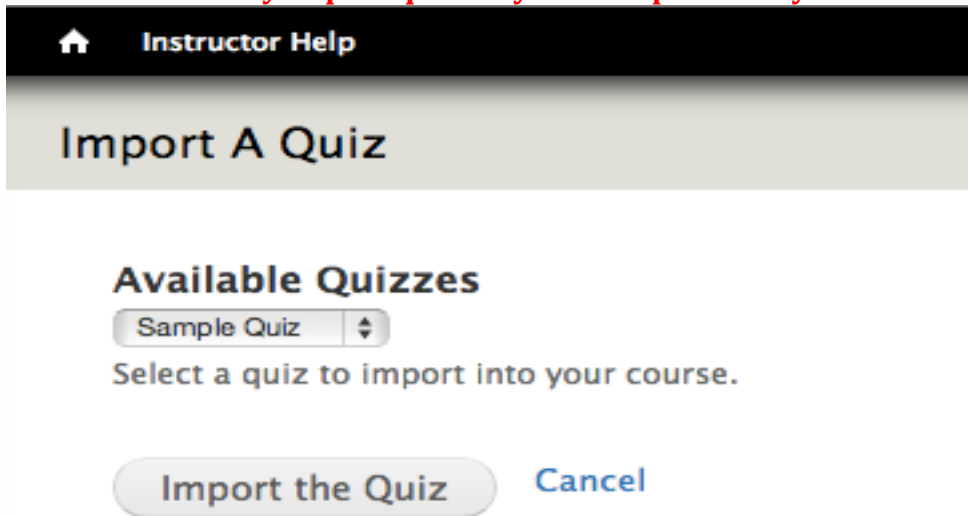 Instructor Help
Import A Quiz
Available Quizzes
Sample Quiz
Select a quiz to import into your course.
Import the Quiz
Cancel